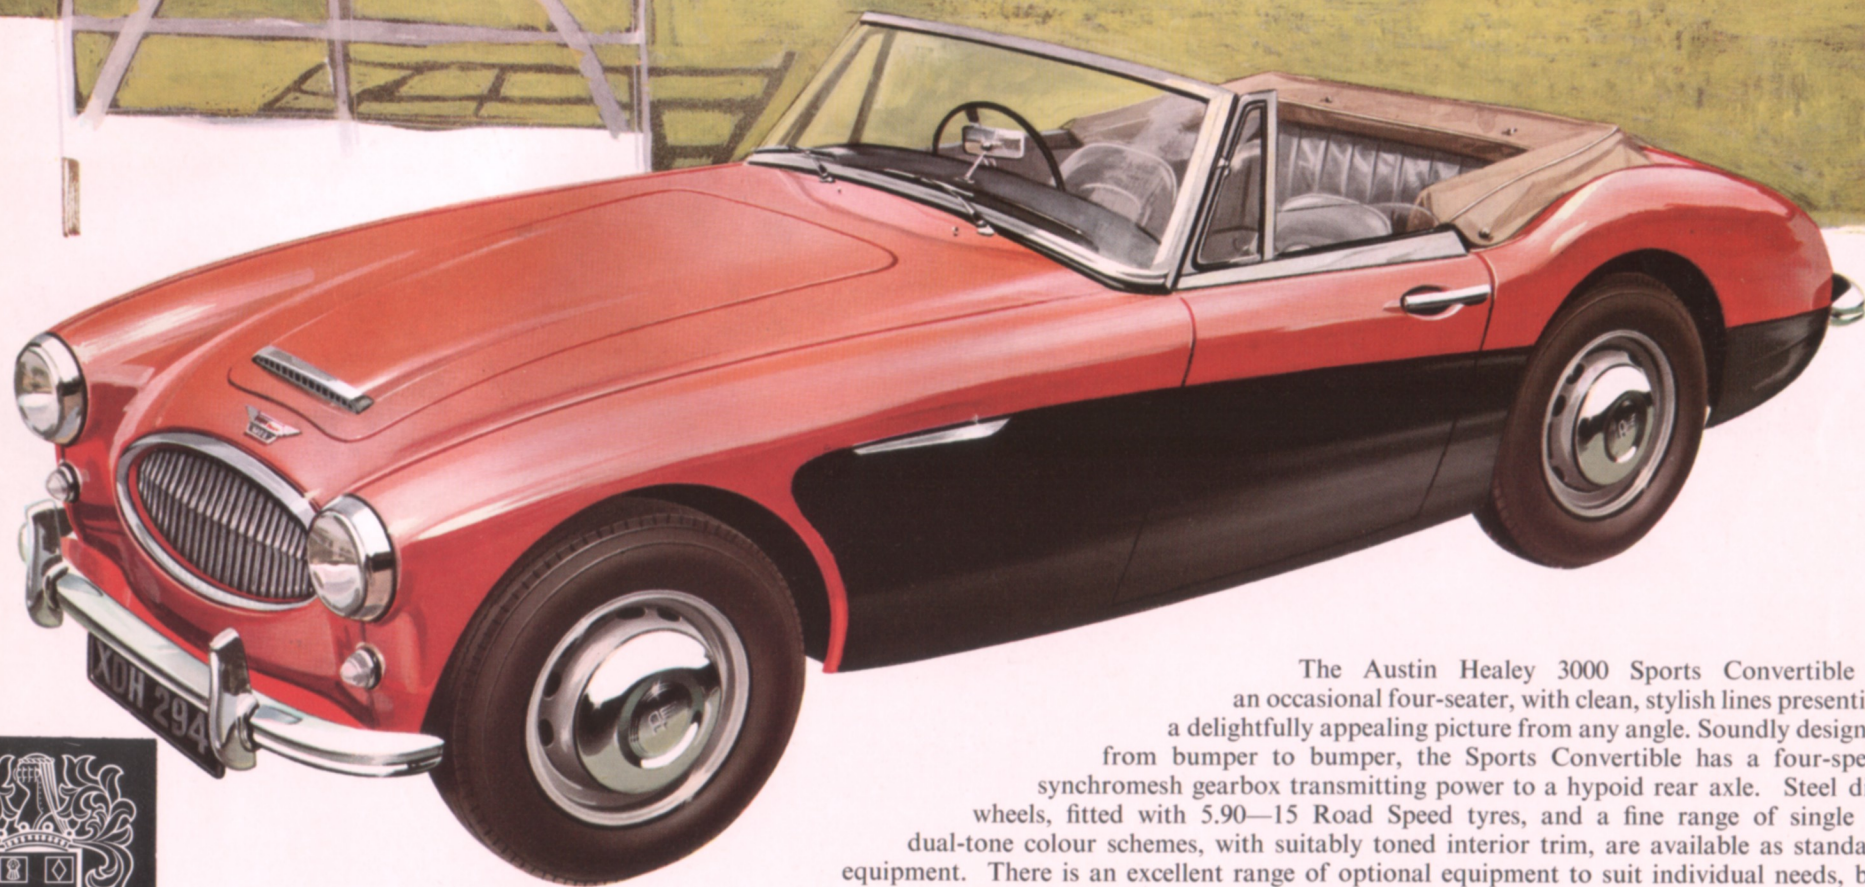 XDH 294
The Austin Healey 3000 Sports Convertible
an occasional four-seater, with clean, stylish lines presenti
a delightfully appealing picture from any angle. Soundly design
from bumper to bumper, the Sports Convertible has a four-spe
synchromesh gearbox transmitting power to a hypoid rear axle. Steel di
wheels, fitted with 5.90—15 Road Speed tyres, and a fine range of single
dual-tone colour schemes, with suitably toned interior trim, are available as standa
equipment. There is an excellent range of optional equipment to suit individual needs, b